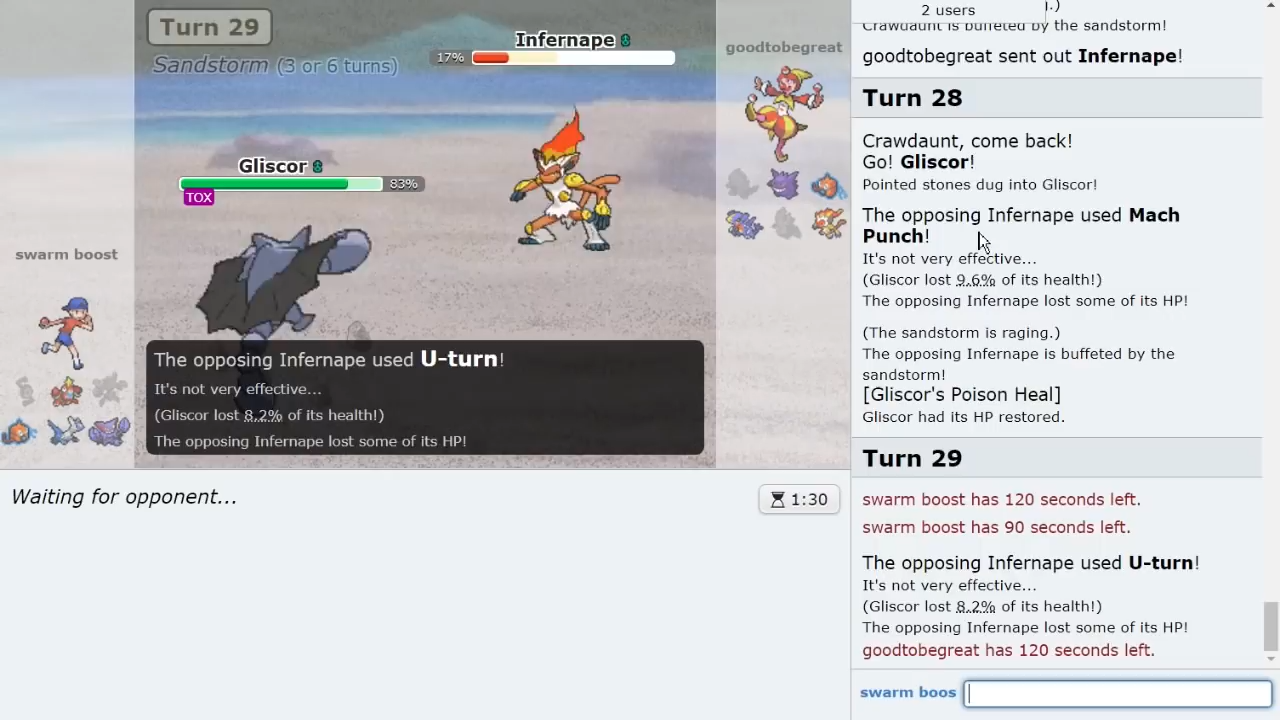 Turn 29
Sandstorm (3 or 6 turns)
Infernape
17%
Gliscor
83%
TOX
swarm boost
goodtobegreat
The opposing Infernape used U-turn!
It's not very effective...
(Gliscor lost 8.2% of its health!)
The opposing Infernape lost some of its HP!
Waiting for opponent...
1:30
2 users
Crawdaunt is buffeted by the sandstorm!
goodtobegreat sent out Infernape!
Turn 28
Crawdaunt, come back!
Go! Gliscor!
Pointed stones dug into Gliscor!
The opposing Infernape used Mach
Punch!
It's not very effective...
(Gliscor lost 9.6% of its health!)
The opposing Infernape lost some of its HP!
(The sandstorm is raging.)
The opposing Infernape is buffeted by the
sandstorm!
[Gliscor's Poison Heal]
Gliscor had its HP restored.
Turn 29
swarm boost has 120 seconds left.
swarm boost has 90 seconds left.
The opposing Infernape used U-turn!
It's not very effective...
(Gliscor lost 8.2% of its health!)
The opposing Infernape lost some of its HP!
goodtobegreat has 120 seconds left.
swarm boos